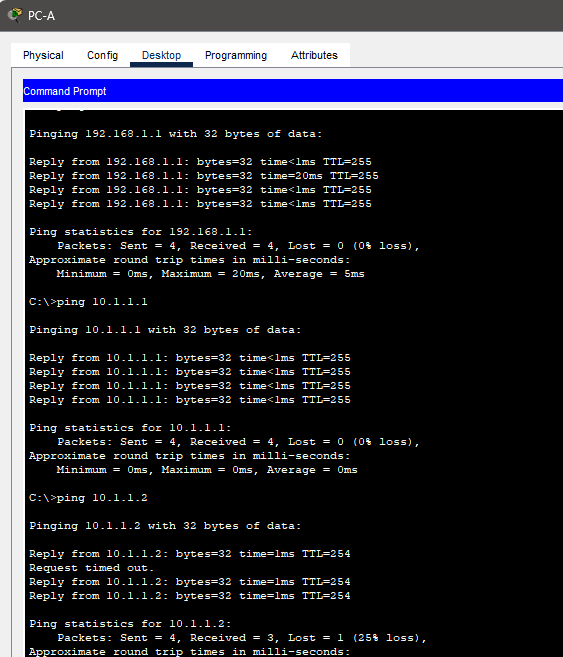 PC-A
Physical Config Desktop Programming Attributes
Command Prompt
Pinging 192.168.1.1 with 32 bytes of data:
Reply from 192.168.1.1: bytes=32 time<1ms TTL=255
Reply from 192.168.1.1: bytes=32 time=20ms TTL=255
Reply from 192.168.1.1: bytes=32 time<1ms TTL=255
Reply from 192.168.1.1: bytes=32 time<1ms TTL=255
Ping statistics for 192.168.1.1:
Packets: Sent = 4, Received = 4, Lost = 0 (0% loss),
Approximate round trip times in milli-seconds:
Minimum = 0ms, Maximum = 20ms, Average = 5ms
C:\>ping 10.1.1.1
Pinging 10.1.1.1 with 32 bytes of data:
Reply from 10.1.1.1: bytes=32 time<1ms TTL=255
Reply from 10.1.1.1: bytes=32 time<1ms TTL=255
Reply from 10.1.1.1: bytes=32 time<1ms TTL=255
Reply from 10.1.1.1: bytes=32 time<1ms TTL=255
Ping statistics for 10.1.1.1:
Packets: Sent = 4, Received = 4, Lost = 0 (0% loss),
Approximate round trip times in milli-seconds:
Minimum = 0ms, Maximum = 0ms, Average = 0ms
C:\>ping 10.1.1.2
Pinging 10.1.1.2 with 32 bytes of data:
Reply from 10.1.1.2: bytes=32 time=1ms TTL=254
Request timed out.
Reply from 10.1.1.2: bytes=32 time=1ms TTL=254
Reply from 10.1.1.2: bytes=32 time=1ms TTL=254
Ping statistics for 10.1.1.2:
Packets: Sent = 4, Received = 3, Lost = 1 (25% loss),
Approximate round trip times in milli-seconds: